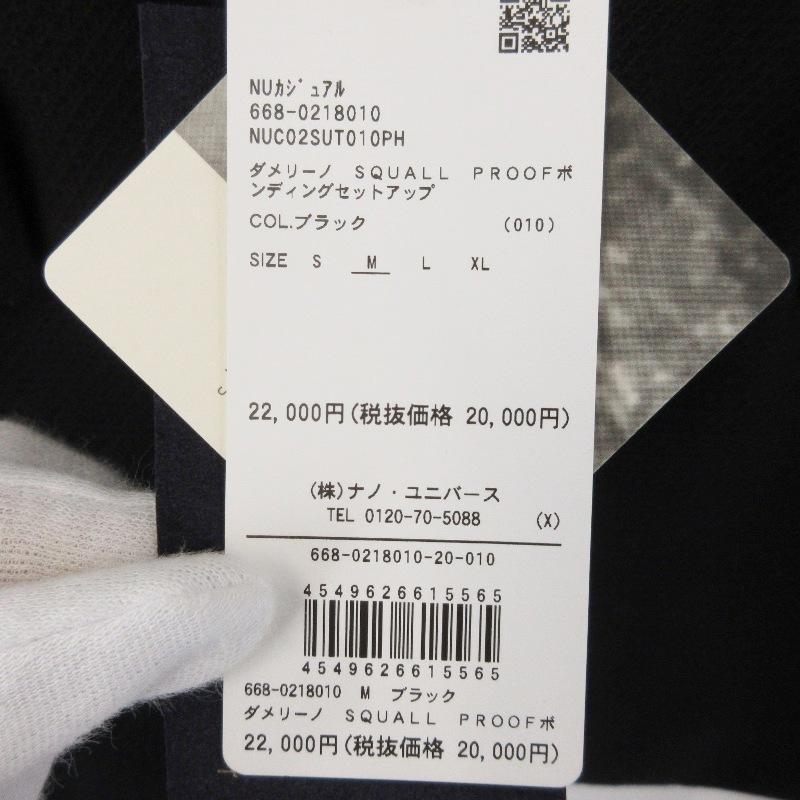 NUｶｼﾞｭｱﾙ
668-0218010
NUC02SUT010PH
ダメリーノ　ＳＱＵＡＬＬ　ＰＲＯＯＦボ
ンディングセットアップ
COL.ブラック (010)
SIZE S M L XL
22,000円(税抜価格 20,000円)
(株)ナノ・ユニバース
TEL 0120-70-5088 (X)
668-0218010-20-010
4549626615565
4549626615565
668-0218010 M ブラック
ダメリーノ　ＳＱＵＡＬＬ　ＰＲＯＯＦボ
22,000円(税抜価格 20,000円)